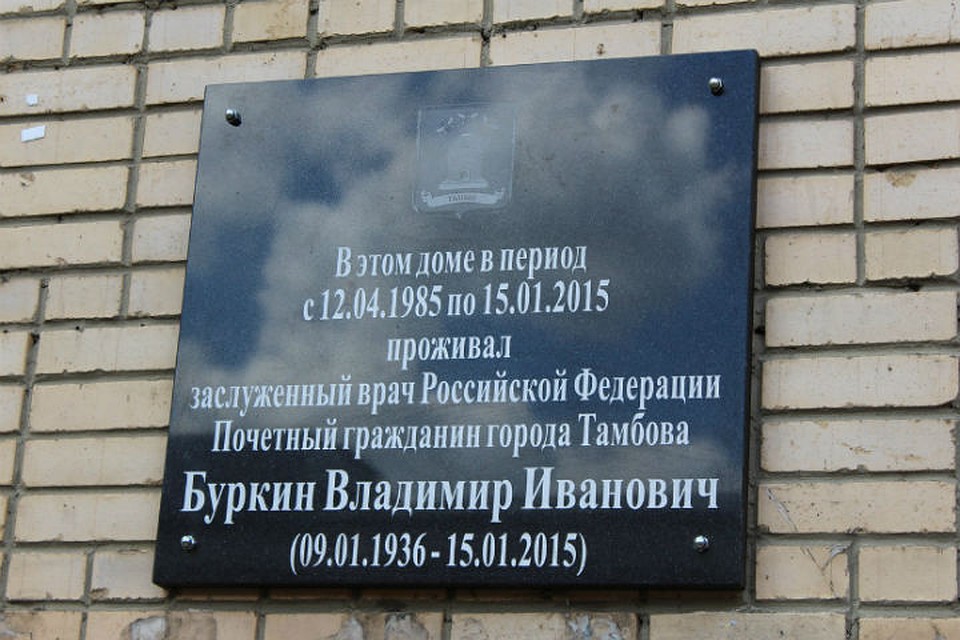 ТАМБОВ
В этом доме в период
с 12.04.1985 по 15.01.2015
проживал
заслуженный врач Российской Федерации
Почетный гражданин города Тамбова
Буркин Владимир Иванович
(09.01.1936 - 15.01.2015)